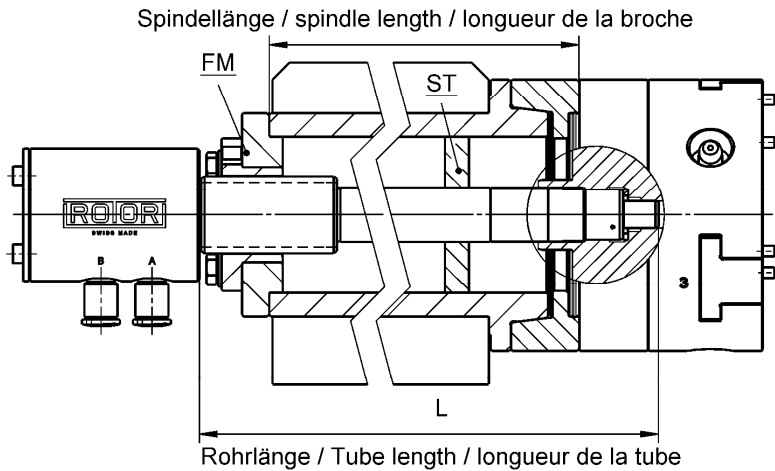 Spindellänge / spindle length / longueur de la broche
FM
ST
ROTOR
SWISS MADE
B A
3
L
Rohrlänge / Tube length / longueur de la tube